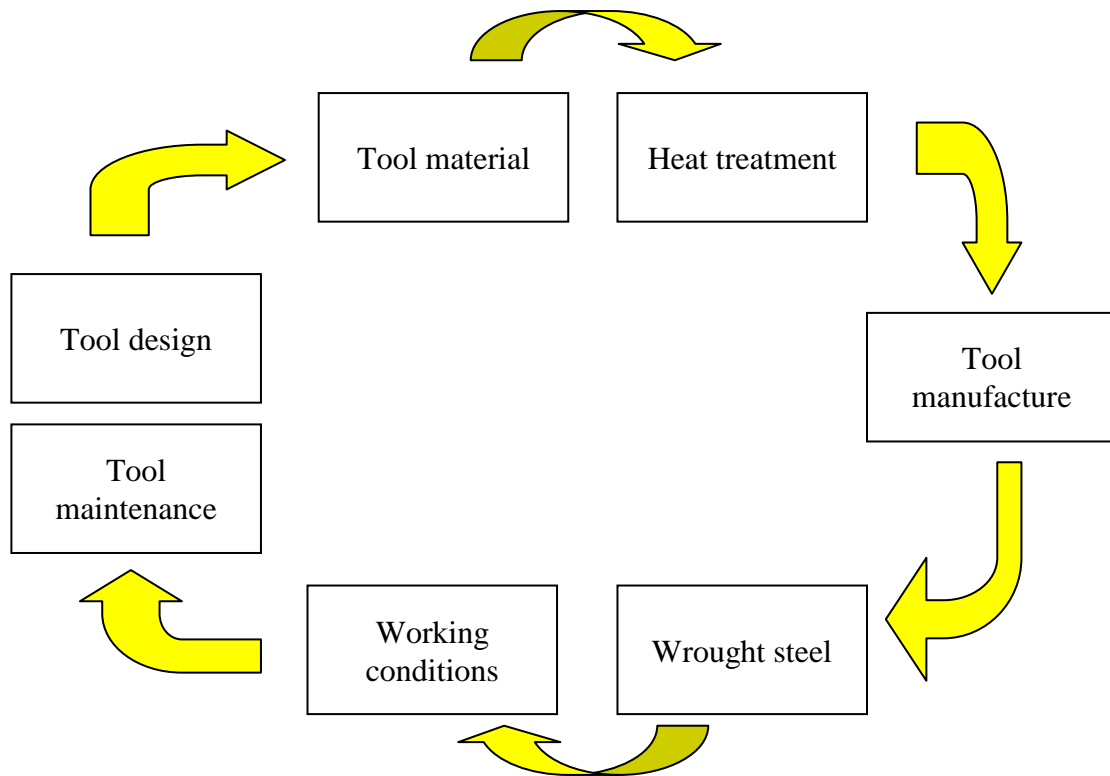 Tool material
Heat treatment
Tool design
Tool
manufacture
Tool
maintenance
Working
conditions
Wrought steel